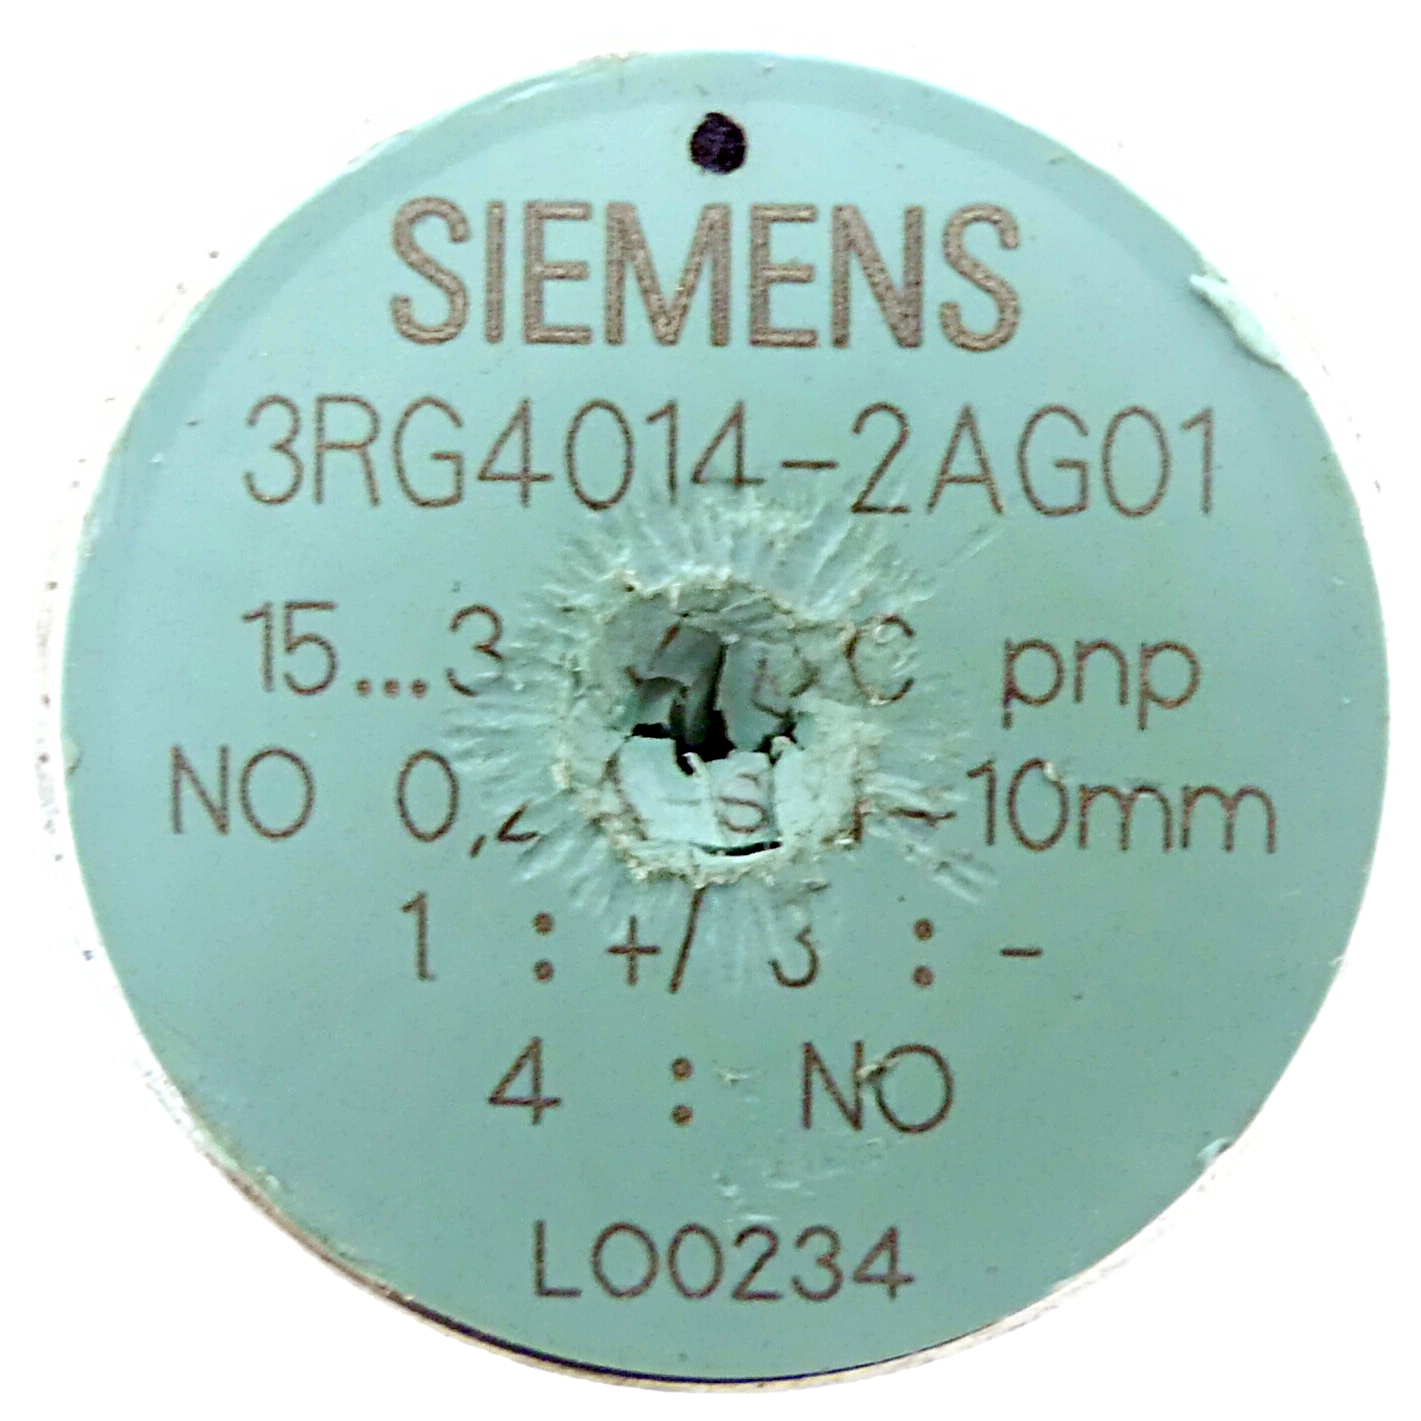 SIEMENS
3RG4014-2AG01
15...3 C pnp
NO 0,2 S 10mm
1 : +/ 3 : -
4 : NO
LO0234